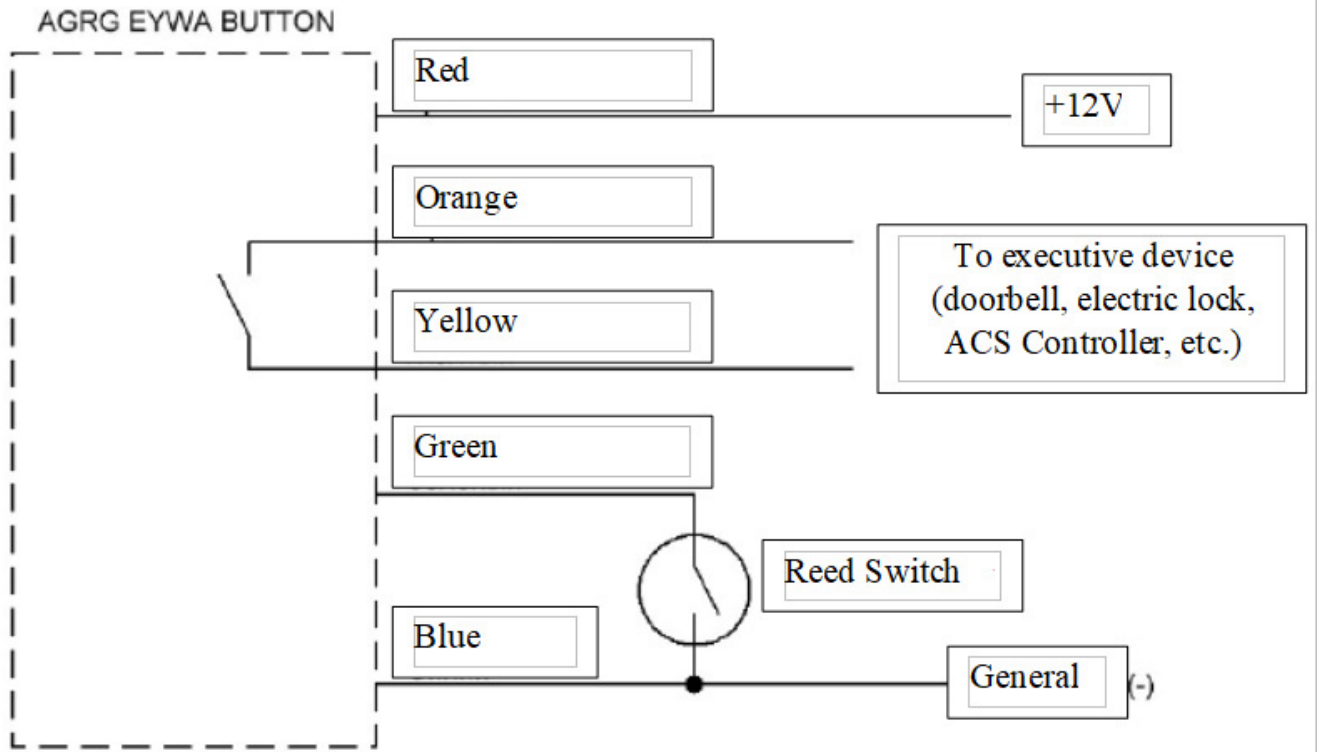 AGRG EYWA BUTTON
Red
+12V
Orange
To executive device
(doorbell, electric lock,
ACS Controller, etc.)
Yellow
Green
Reed Switch
Blue
General (-)